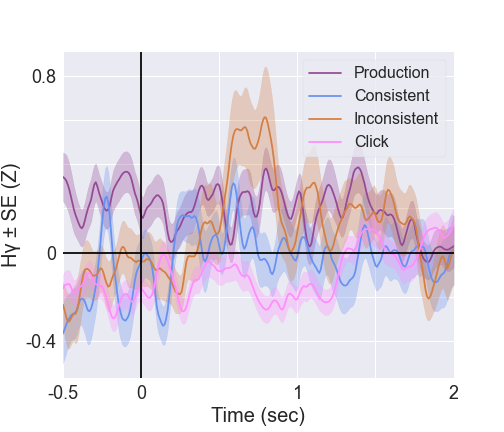 Production
Consistent
Inconsistent
Click
0.8
0
-0.4
Hγ ± SE (Z)
-0.5 0 1 2
Time (sec)